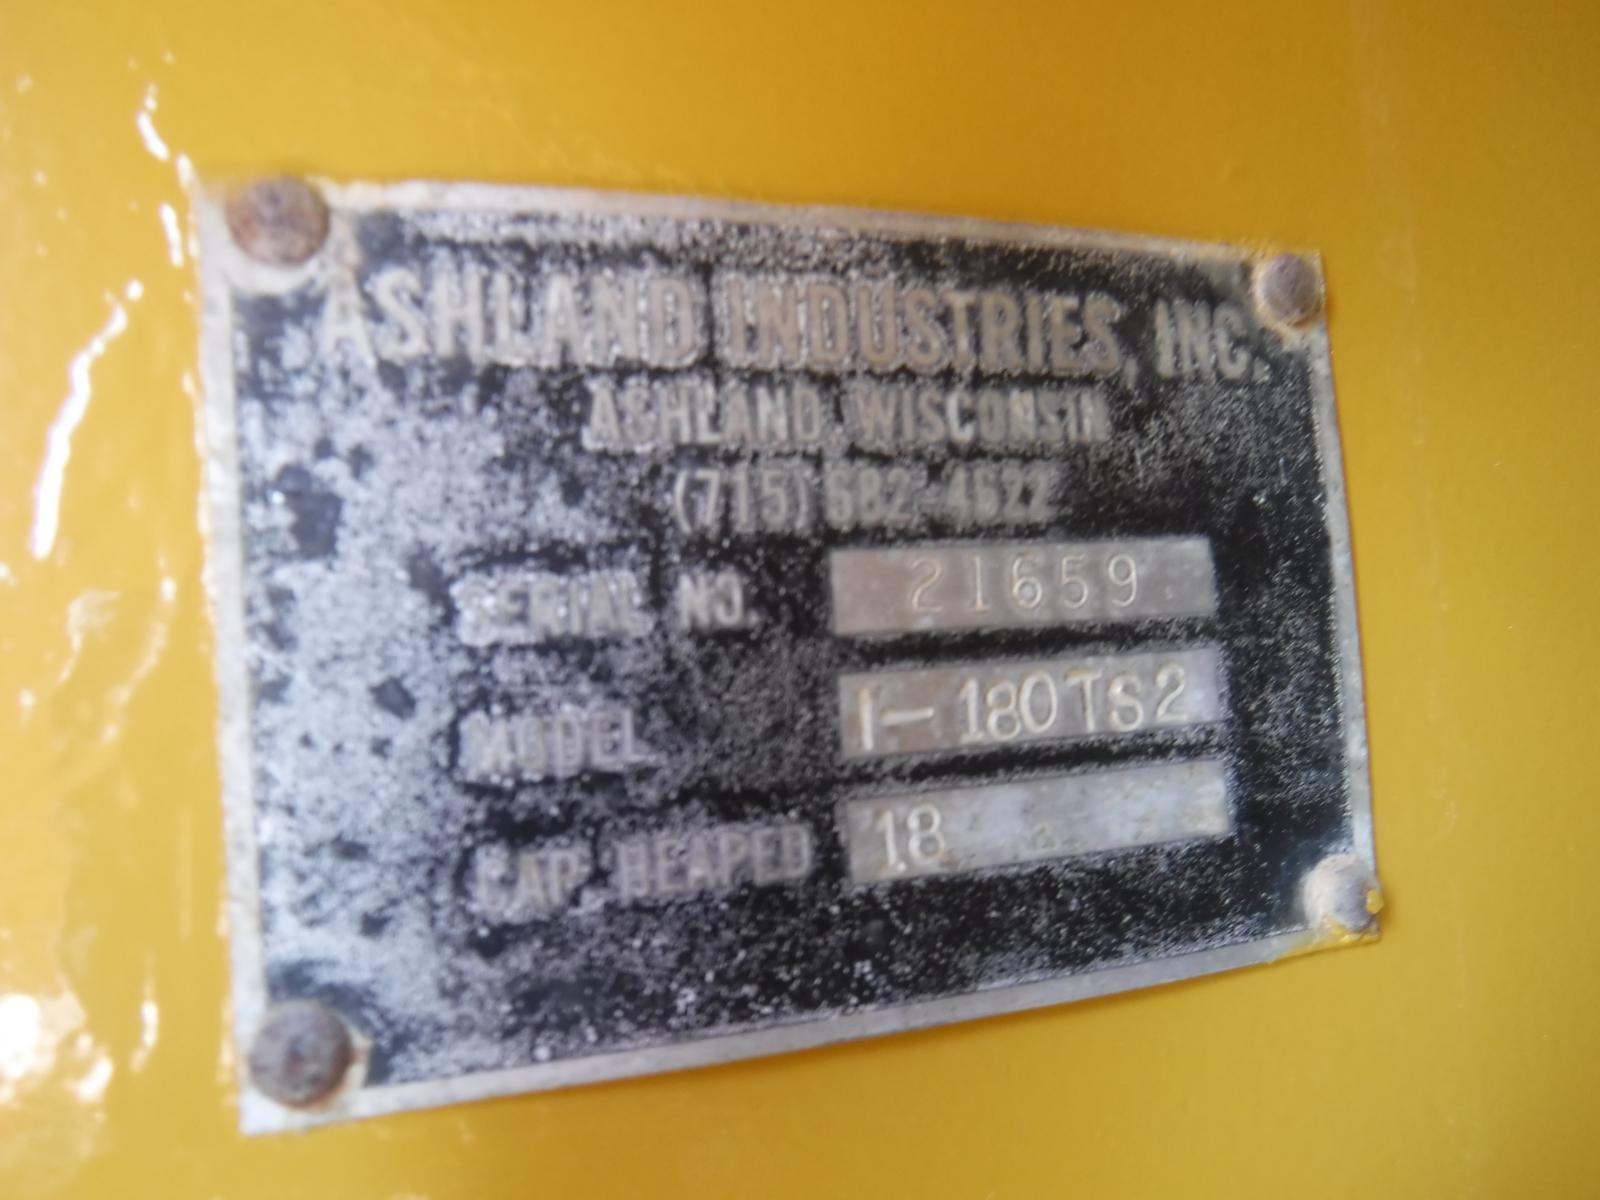 ASHLAND INDUSTRIES, INC.
ASHLAND, WISCONSIN
(715) 682-4622
SERIAL NO. 21659
MODEL I-180TS2
CAP. HEAPED 18